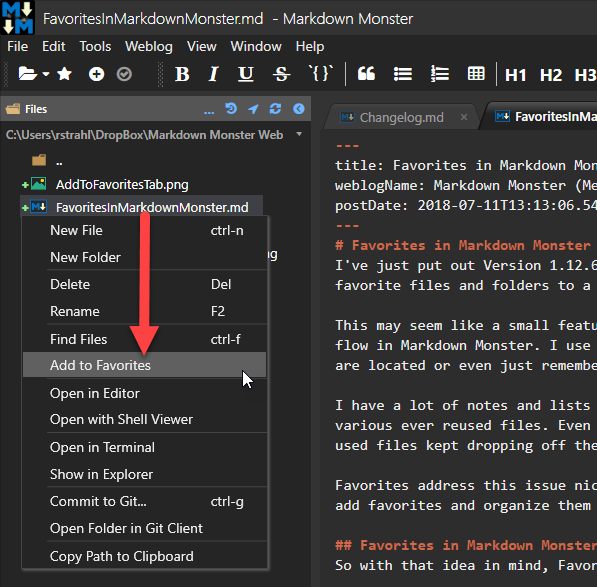 FavoritesInMarkdownMonster.md - Markdown Monster
File Edit Tools Weblog View Window Help
B I U S `{}` H1 H2 H3
Files ...
C:\Users\rstrahl\DropBox\Markdown Monster Web
Changelog.md × FavoritesInMa
..
AddToFavoritesTab.png
FavoritesInMarkdownMonster.md
ng
New File ctrl-n
New Folder
Delete Del
Rename F2
Find Files ctrl-f
Add to Favorites
Open in Editor
Open with Shell Viewer
Open in Terminal
Show in Explorer
Commit to Git... ctrl-g
Open Folder in Git Client
Copy Path to Clipboard
---
title: Favorites in Markdown Mon
weblogName: Markdown Monster (Me
postDate: 2018-07-11T13:13:06.54
---
# Favorites in Markdown Monster
I've just put out Version 1.12.6
favorite files and folders to a
This may seem like a small featu
flow in Markdown Monster. I use
are located or even just remembe
I have a lot of notes and lists
various ever reused files. Even
used files kept dropping off the
Favorites address this issue nic
add favorites and organize them
## Favorites in Markdown Monster
So with that idea in mind, Favor